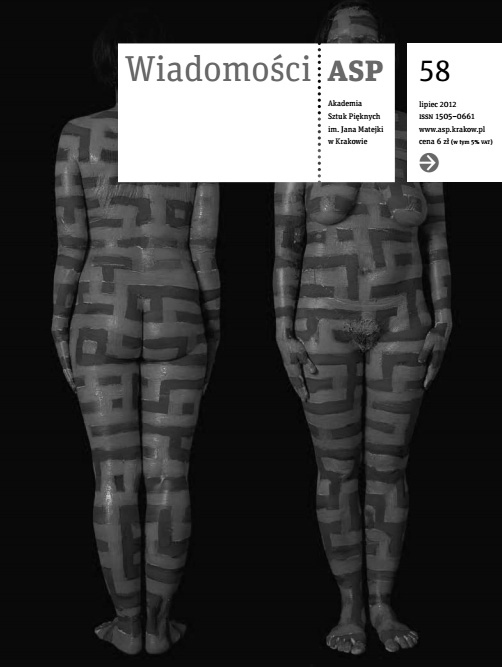 Wiadomości ASP
Akademia
Sztuk Pięknych
im. Jana Matejki
w Krakowie
58
lipiec 2012
ISSN 1505-0661
www.asp.krakow.pl
cena 6 zł (w tym 5% VAT)